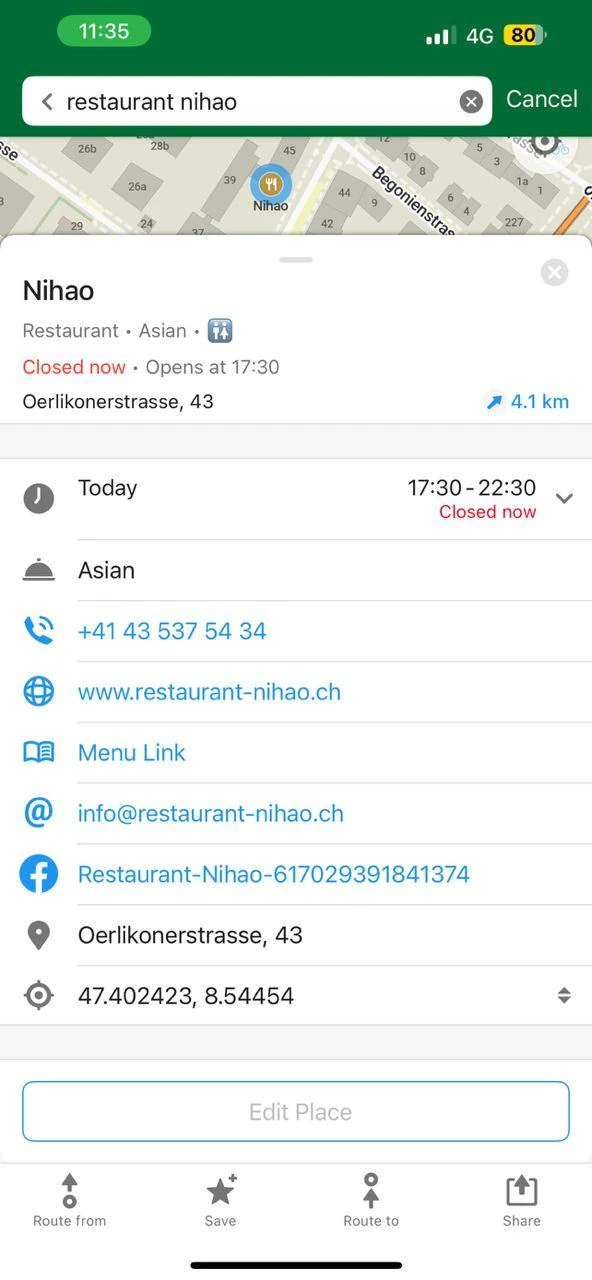 11:35
4G 80
restaurant nihao
Cancel
26b
28b
45
12
10
8
5
3
1a
1
26a
39
44
9
6
4
Begonienstras
29
24
37
42
227
Nihao
Nihao
Restaurant • Asian •
Closed now • Opens at 17:30
Oerlikonerstrasse, 43
4.1 km
Today
17:30-22:30
Closed now
Asian
+41 43 537 54 34
www.restaurant-nihao.ch
Menu Link
info@restaurant-nihao.ch
Restaurant-Nihao-617029391841374
Oerlikonerstrasse, 43
47.402423, 8.54454
Edit Place
Route from
Save
Route to
Share